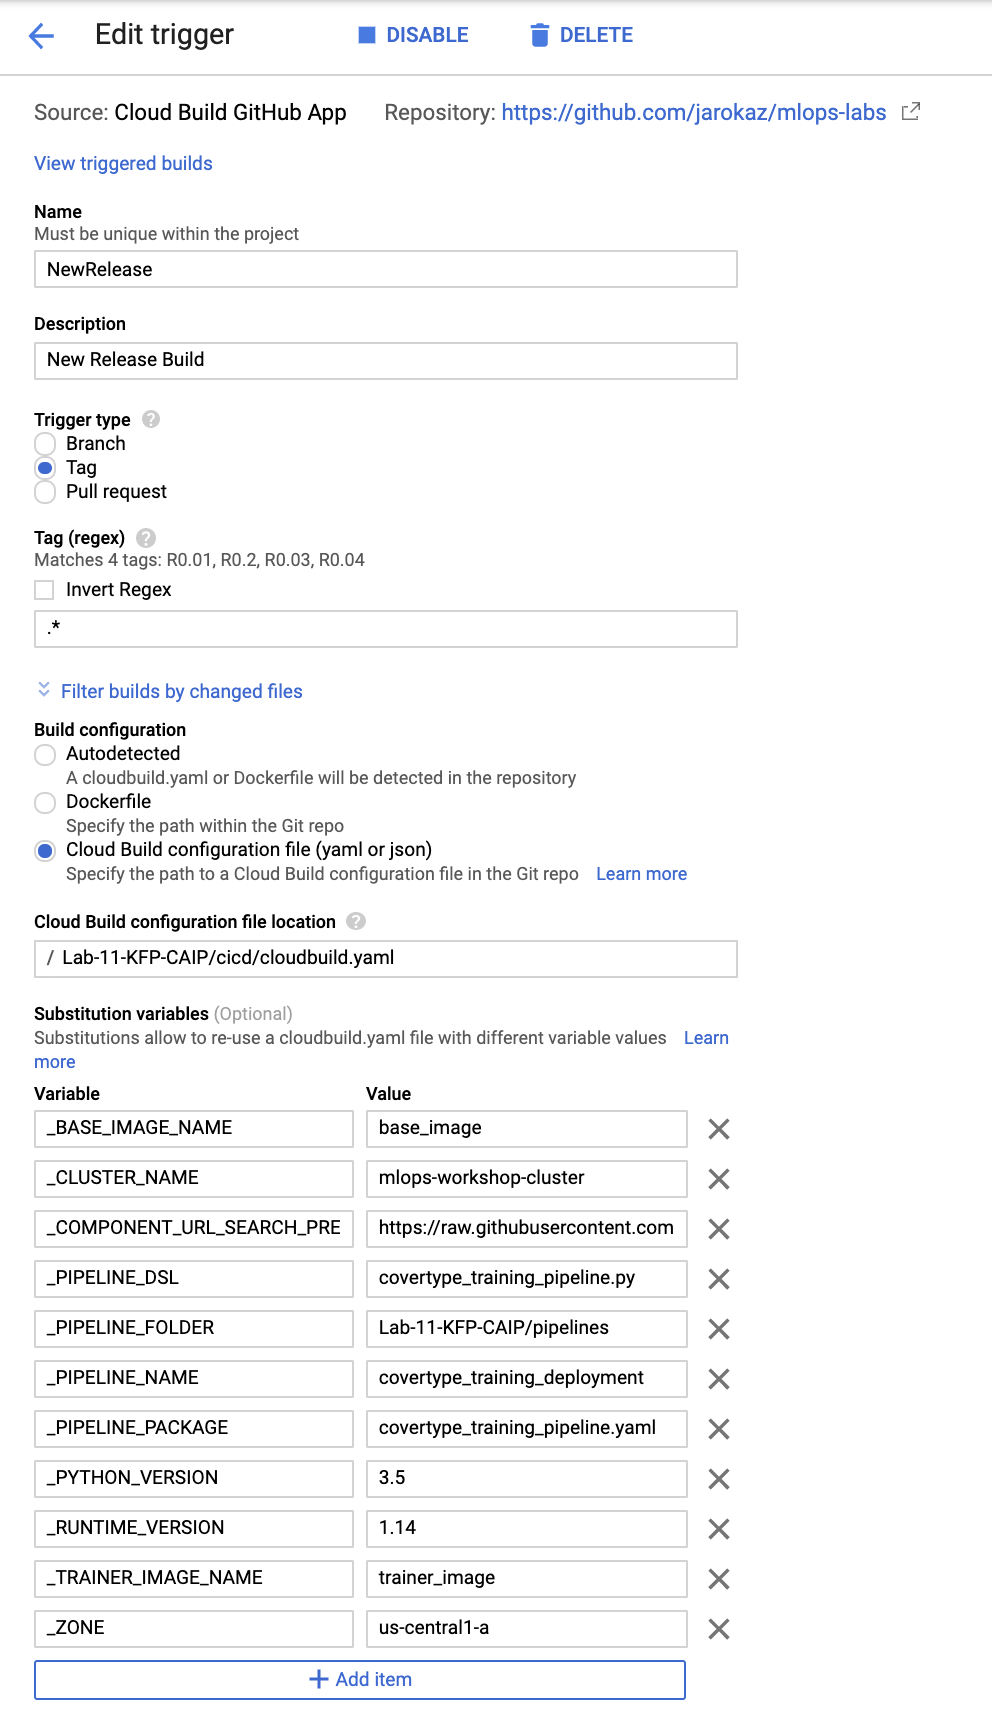 Edit trigger DISABLE DELETE
Source: Cloud Build GitHub App Repository: https://github.com/jarokaz/mlops-labs
View triggered builds
Name
Must be unique within the project
NewRelease
Description
New Release Build
Trigger type ?
Branch
Tag
Pull request
Tag (regex) ?
Matches 4 tags: R0.01, R0.2, R0.03, R0.04
Invert Regex
.*
Filter builds by changed files
Build configuration
Autodetected
A cloudbuild.yaml or Dockerfile will be detected in the repository
Dockerfile
Specify the path within the Git repo
Cloud Build configuration file (yaml or json)
Specify the path to a Cloud Build configuration file in the Git repo Learn more
Cloud Build configuration file location ?
/ Lab-11-KFP-CAIP/cicd/cloudbuild.yaml
Substitution variables (Optional)
Substitutions allow to re-use a cloudbuild.yaml file with different variable values Learn
more
Variable Value
_BASE_IMAGE_NAME base_image
_CLUSTER_NAME mlops-workshop-cluster
_COMPONENT_URL_SEARCH_PRE https://raw.githubusercontent.com
_PIPELINE_DSL covertype_training_pipeline.py
_PIPELINE_FOLDER Lab-11-KFP-CAIP/pipelines
_PIPELINE_NAME covertype_training_deployment
_PIPELINE_PACKAGE covertype_training_pipeline.yaml
_PYTHON_VERSION 3.5
_RUNTIME_VERSION 1.14
_TRAINER_IMAGE_NAME trainer_image
_ZONE us-central1-a
+ Add item